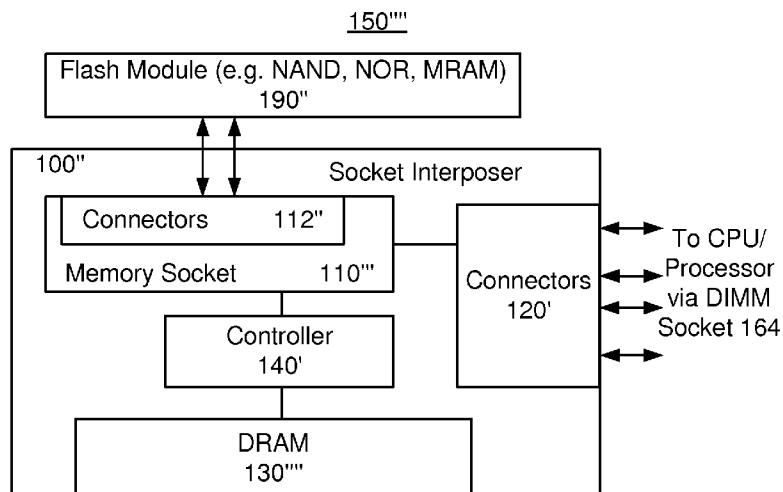 150""
Flash Module (e.g. NAND, NOR, MRAM)
190"
100"
Socket Interposer
Connectors 112"
Memory Socket 110"'
Connectors
120'
To CPU/
Processor
via DIMM
Socket 164
Controller
140'
DRAM
130""